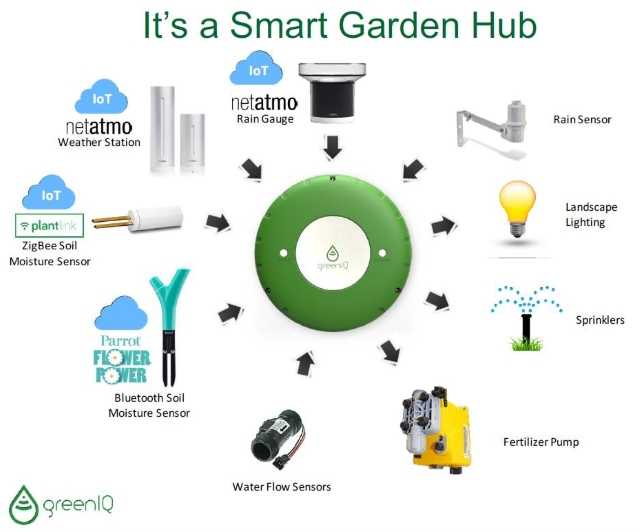 It's a Smart Garden Hub
IoT
netatmo
Rain Gauge
IoT
netatmo
Weather Station
Rain Sensor
IoT
plantlink
ZigBee Soil
Moisture Sensor
Landscape
Lighting
greenIQ
Parrot
FLOWER
POWER
Bluetooth Soil
Moisture Sensor
Sprinklers
Water Flow Sensors
Fertilizer Pump
greenIQ